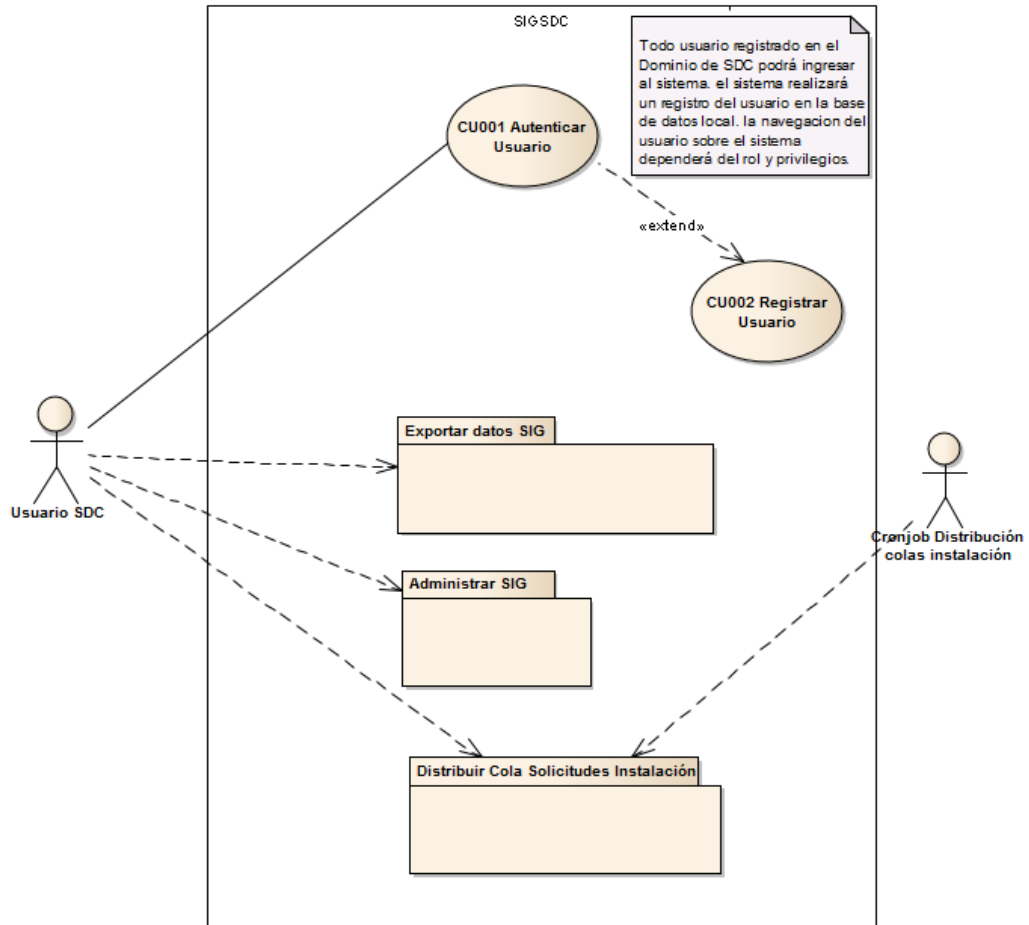 SIGSDC
Todo usuario registrado en el
Dominio de SDC podrá ingresar
al sistema. el sistema realizará
un registro del usuario en la base
de datos local. la navegacion del
usuario sobre el sistema
dependerá del rol y privilegios.
CU001 Autenticar
Usuario
«extend»
CU002 Registrar
Usuario
Usuario SDC
Exportar datos SIG
Cronjob Distribución
colas instalación
Administrar SIG
Distribuir Cola Solicitudes Instalación